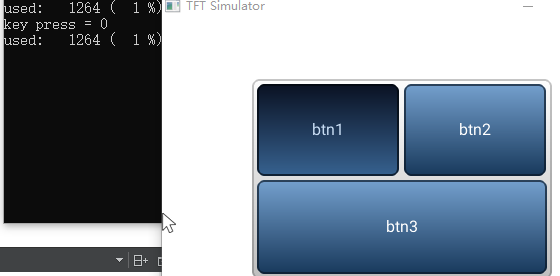 used:   1264 (  1 %)
key press = 0
used:   1264 (  1 %)
TFT Simulator
btn1
btn2
btn3